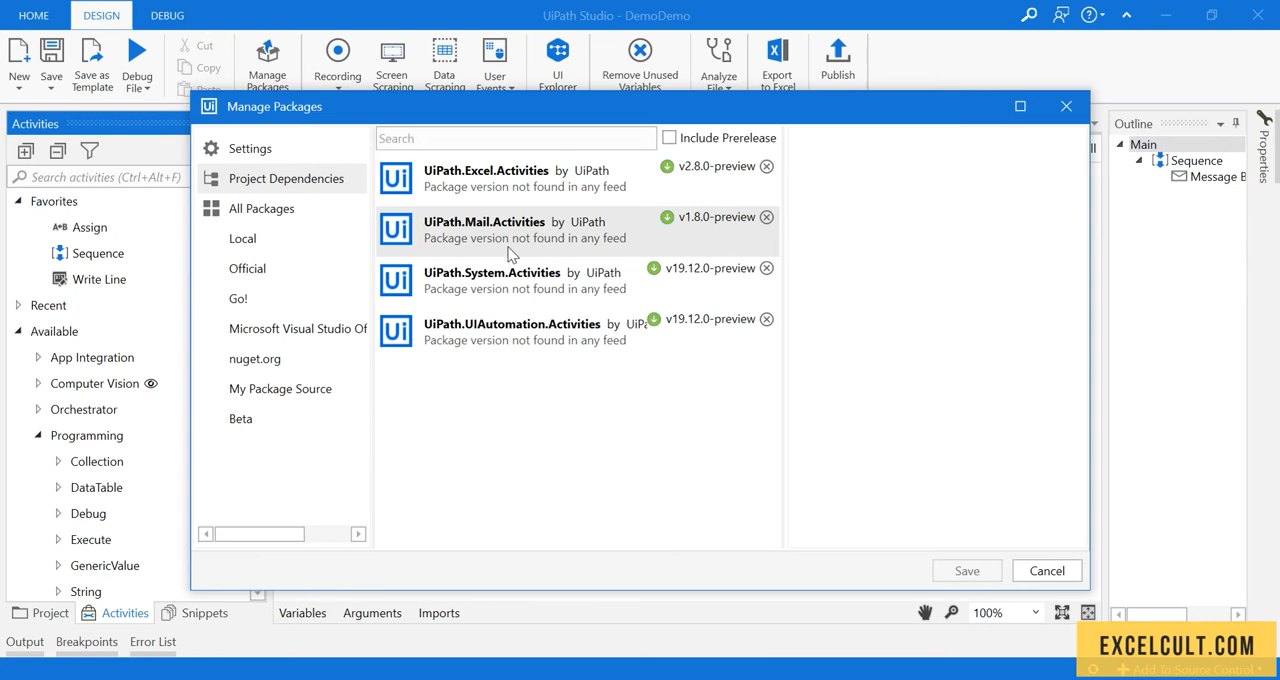 HOME DESIGN DEBUG UiPath Studio - DemoDemo
New Save Save as Template Debug File Cut Copy Manage Packages Recording Screen Scraping Data Scraping User Events UI Explorer Remove Unused Variables Analyze File Export to Excel Publish
Activities
Search activities (Ctrl+Alt+F)
Favorites
Assign
Sequence
Write Line
Recent
Available
App Integration
Computer Vision
Orchestrator
Programming
Collection
DataTable
Debug
Execute
GenericValue
String
Ui Manage Packages
Settings
Project Dependencies
All Packages
Local
Official
Go!
Microsoft Visual Studio Of
nuget.org
My Package Source
Beta
Search Include Prerelease
Ui UiPath.Excel.Activities by UiPath v2.8.0-preview
Package version not found in any feed
Ui UiPath.Mail.Activities by UiPath v1.8.0-preview
Package version not found in any feed
Ui UiPath.System.Activities by UiPath v19.12.0-preview
Package version not found in any feed
Ui UiPath.UIAutomation.Activities by UiPa v19.12.0-preview
Package version not found in any feed
Save Cancel
Outline
Main
Sequence
Message B
Properties
Project Activities Snippets Variables Arguments Imports 100%
Output Breakpoints Error List
EXCELCULT.COM
Add To Source Control